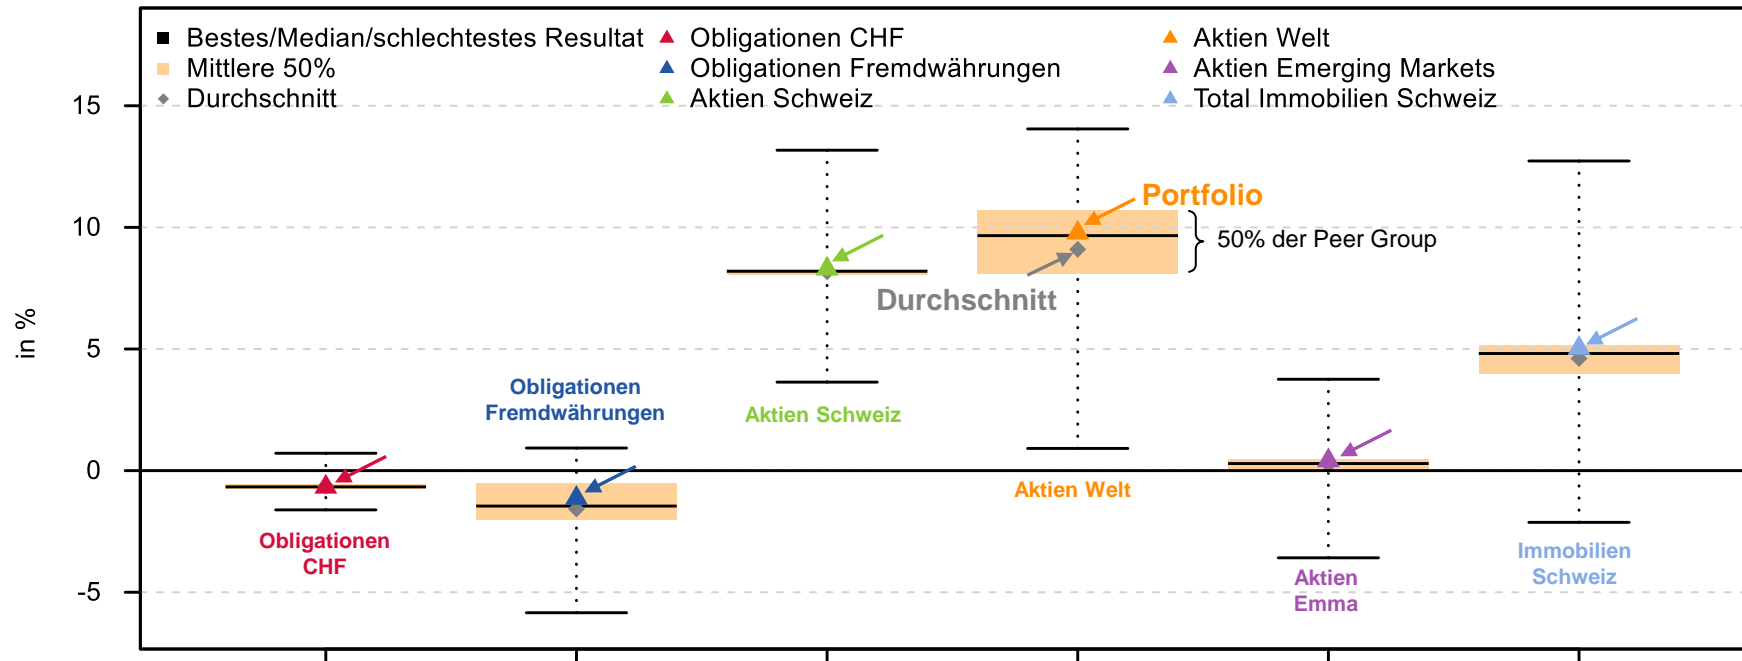 Bestes/Median/schlechtestes Resultat
Mittlere 50%
Durchschnitt
Obligationen CHF
Obligationen Fremdwährungen
Aktien Schweiz
Aktien Welt
Aktien Emerging Markets
Total Immobilien Schweiz
in %
15
10
5
0
-5
Obligationen
CHF
Obligationen
Fremdwährungen
Aktien Schweiz
Portfolio
50% der Peer Group
Durchschnitt
Aktien Welt
Aktien
Emma
Immobilien
Schweiz